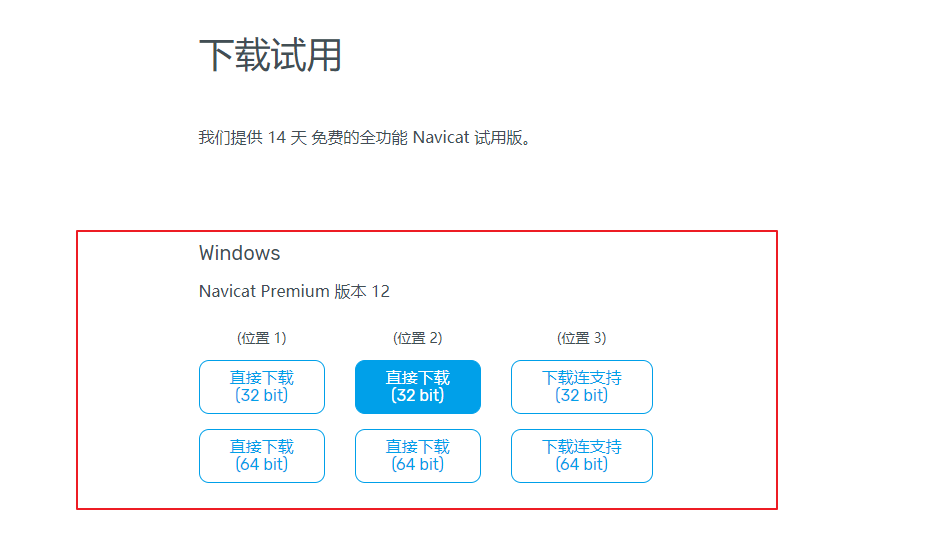 下载试用
我们提供 14 天 免费的全功能 Navicat 试用版。
Windows
Navicat Premium 版本 12
(位置 1)
(位置 2)
(位置 3)
直接下载
(32 bit)
直接下载
(32 bit)
下载连支持
(32 bit)
直接下载
(64 bit)
直接下载
(64 bit)
下载连支持
(64 bit)